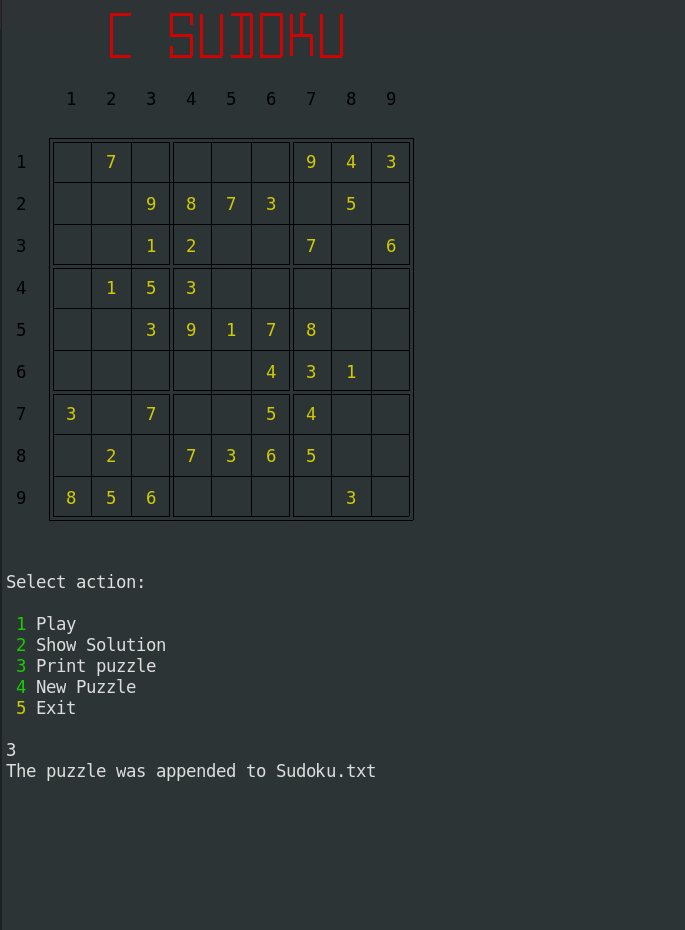 C SUDOKU
1 2 3 4 5 6 7 8 9
1 7 9 4 3
2 9 8 7 3 5
3 1 2 7 6
4 1 5 3
5 3 9 1 7 8
6 4 3 1
7 3 7 5 4
8 2 7 3 6 5
9 8 5 6 3
Select action:
1 Play
2 Show Solution
3 Print puzzle
4 New Puzzle
5 Exit
3
The puzzle was appended to Sudoku.txt